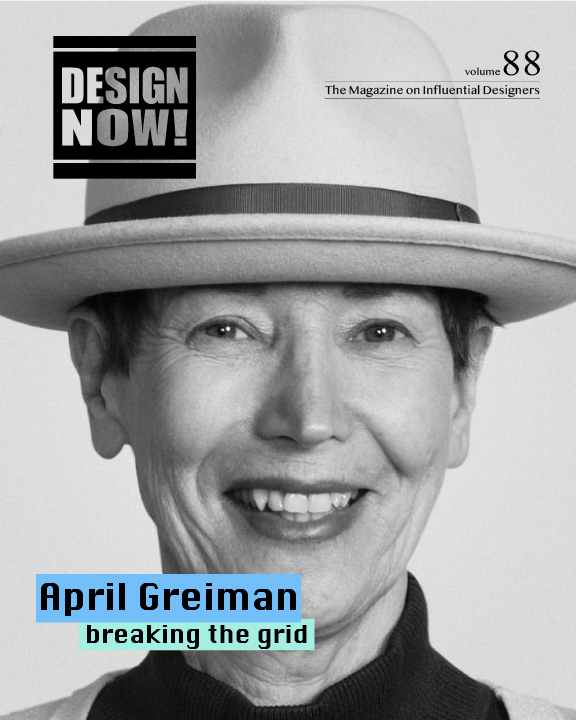 DESIGN
NOW!
volume 88
The Magazine on Influential Designers
April Greiman
breaking the grid